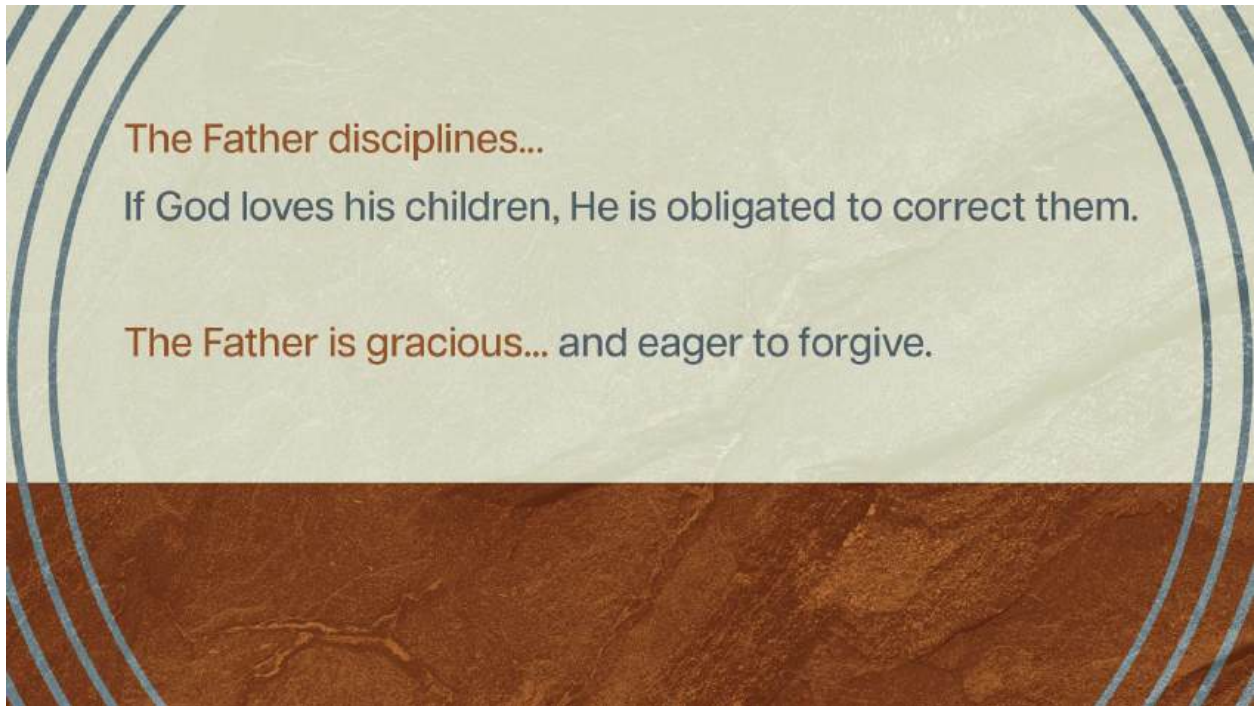 The Father disciplines...
If God loves his children, He is obligated to correct them.
The Father is gracious... and eager to forgive.